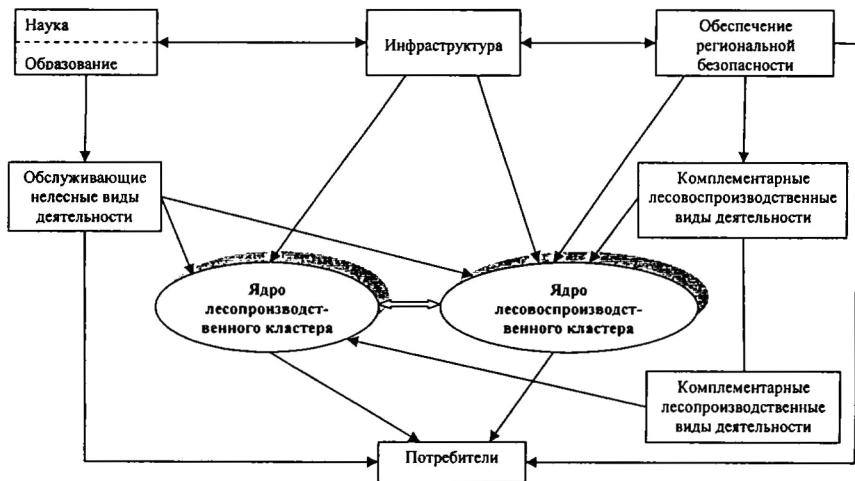 Наука
Образование
Инфраструктура
Обеспечение
региональной
безопасности
Обслуживающие
нелесные виды
деятельности
Комплементарные
лесовоспроизводственные
виды деятельности
Ядро
лесопроизводст-
венного кластера
Ядро
лесовоспроизводст-
венного кластера
Комплементарные
лесопроизводственные
виды деятельности
Потребители